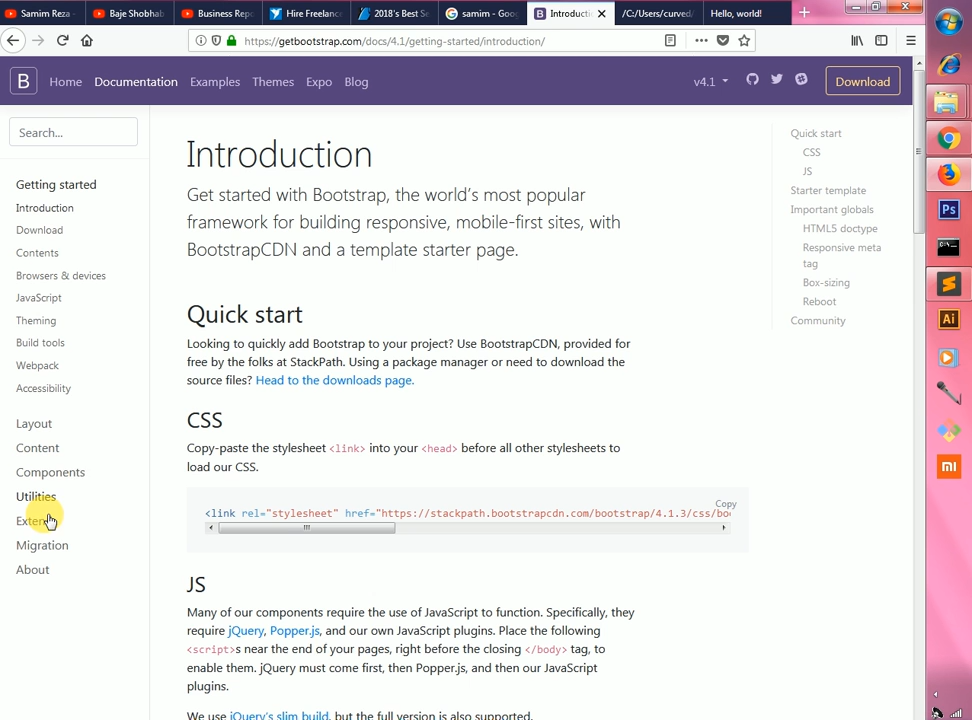 Samim Reza -
Baje Shobhab
Business Rep
Hire Freelanc
2018's Best Se
samim - Goo
Introducti
/C:/Users/curved/
Hello, world!
https://getbootstrap.com/docs/4.1/getting-started/introduction/
B
Home
Documentation
Examples
Themes
Expo
Blog
v4.1
Download
Search...
Getting started
Introduction
Download
Contents
Browsers & devices
JavaScript
Theming
Build tools
Webpack
Accessibility
Layout
Content
Components
Utilities
Extend
Migration
About
Introduction
Get started with Bootstrap, the world’s most popular
framework for building responsive, mobile-first sites, with
BootstrapCDN and a template starter page.
Quick start
Looking to quickly add Bootstrap to your project? Use BootstrapCDN, provided for
free by the folks at StackPath. Using a package manager or need to download the
source files? Head to the downloads page.
CSS
Copy-paste the stylesheet <link> into your <head> before all other stylesheets to
load our CSS.
Copy
<link rel="stylesheet" href="https://stackpath.bootstrapcdn.com/bootstrap/4.1.3/css/boo
JS
Many of our components require the use of JavaScript to function. Specifically, they
require jQuery, Popper.js, and our own JavaScript plugins. Place the following
<script>s near the end of your pages, right before the closing </body> tag, to
enable them. jQuery must come first, then Popper.js, and then our JavaScript
plugins.
We use jQuery’s slim build, but the full version is also supported.
Quick start
CSS
JS
Starter template
Important globals
HTML5 doctype
Responsive meta
tag
Box-sizing
Reboot
Community
Ps
C:\.
Ai
mi